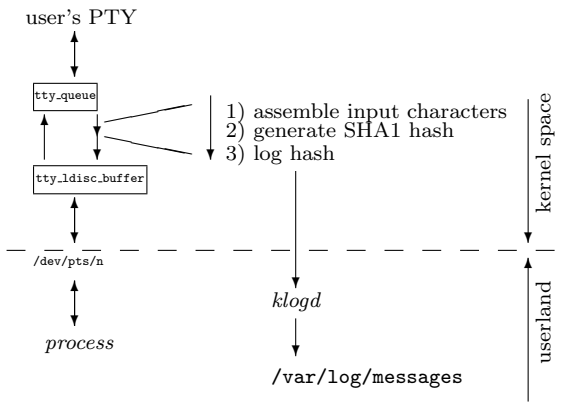 user's PTY
tty_queue
1) assemble input characters
2) generate SHA1 hash
3) log hash
tty_ldisc_buffer
kernel space
/dev/pts/n
klogd
userland
process
/var/log/messages